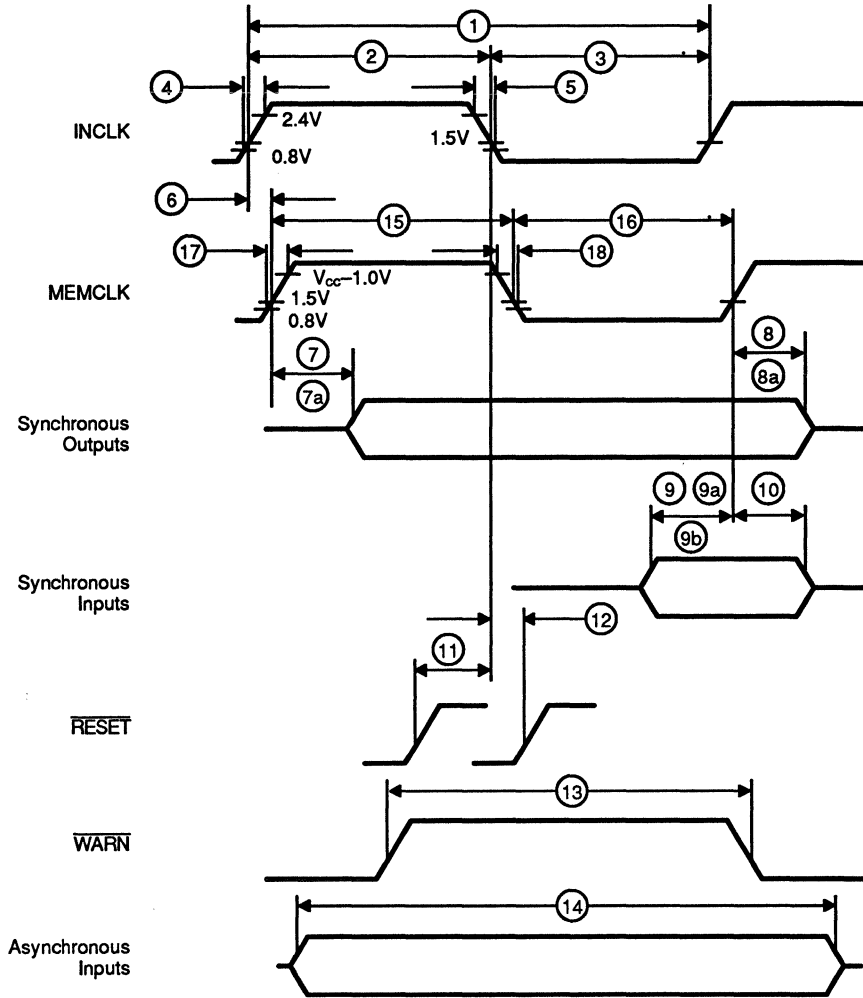 1
2
3
4
5
INCLK
2.4V
1.5V
0.8V
6
15
16
17
18
MEMCLK
VCC–1.0V
1.5V
0.8V
7
8
7a
8a
Synchronous
Outputs
9 9a 10
9b
Synchronous
Inputs
12
11
RESET
13
WARN
14
Asynchronous
Inputs